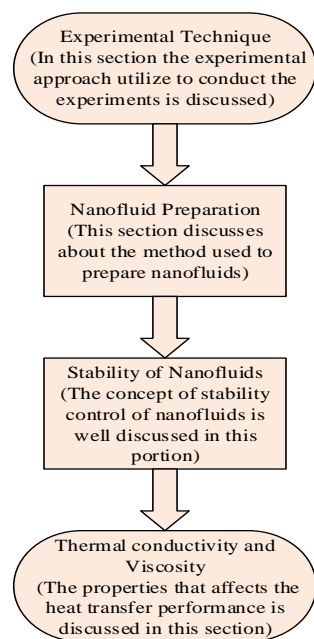 Experimental Technique
(In this section the experimental
approach utilize to conduct the
experiments is discussed)
Nanofluid Preparation
(This section discusses
about the method used to
prepare nanofluids)
Stability of Nanofluids
(The concept of stability
control of nanofluids is
well discussed in this
portion)
Thermal conductivity and
Viscosity
(The properties that affects the
heat transfer performance is
discussed in this section)